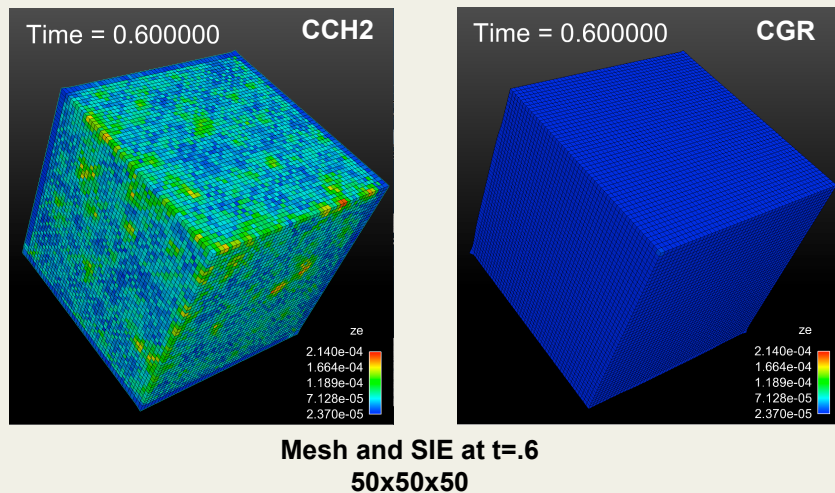 Time = 0.600000 CCH2
ze
2.140e-04
1.664e-04
1.189e-04
7.128e-05
2.370e-05
Time = 0.600000 CGR
ze
2.140e-04
1.664e-04
1.189e-04
7.128e-05
2.370e-05
Mesh and SIE at t=.6
50x50x50